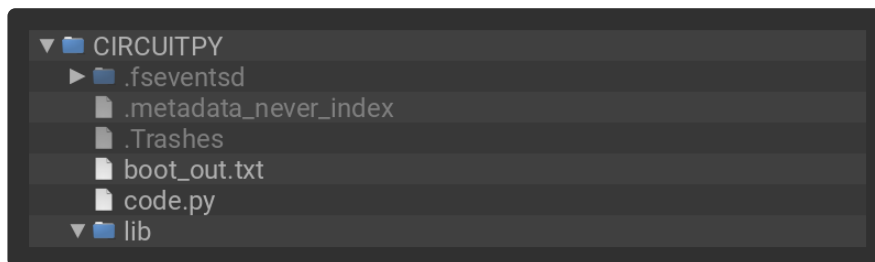 CIRCUITPY
.fseventsd
.metadata_never_index
.Trashes
boot_out.txt
code.py
lib